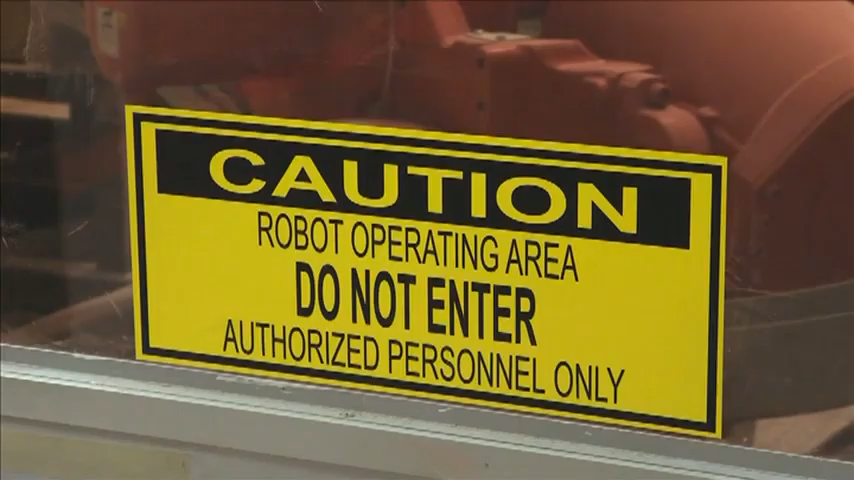 CAUTION
ROBOT OPERATING AREA
DO NOT ENTER
AUTHORIZED PERSONNEL ONLY